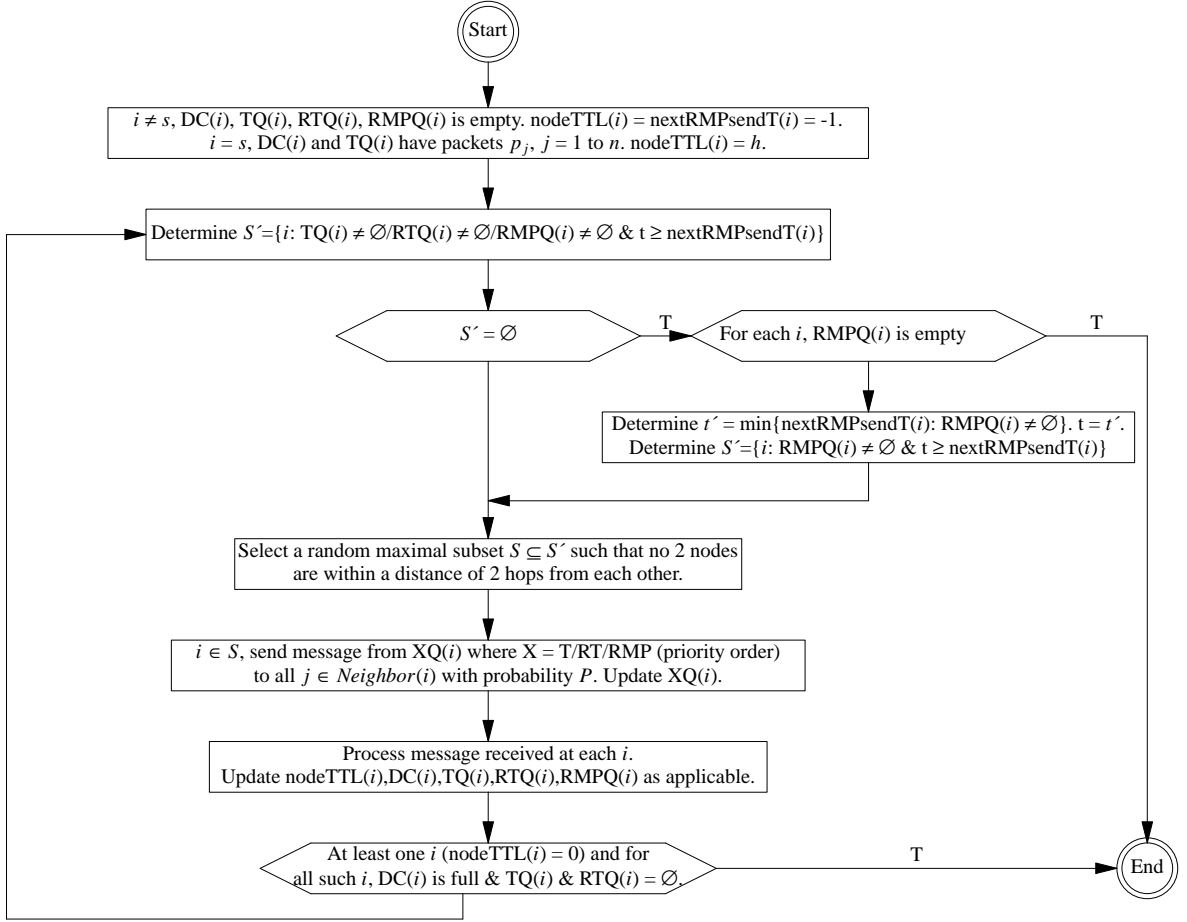 Start
i ≠ s, DC(i), TQ(i), RTQ(i), RMPQ(i) is empty. nodeTTL(i) = nextRMPsendT(i) = -1.
i = s, DC(i) and TQ(i) have packets p_j, j = 1 to n. nodeTTL(i) = h.
Determine S´={i: TQ(i) ≠ ∅/RTQ(i) ≠ ∅/RMPQ(i) ≠ ∅ & t ≥ nextRMPsendT(i)}
S´ = ∅
T
For each i, RMPQ(i) is empty
T
Determine t´ = min{nextRMPsendT(i): RMPQ(i) ≠ ∅}. t = t´.
Determine S´={i: RMPQ(i) ≠ ∅ & t ≥ nextRMPsendT(i)}
Select a random maximal subset S ⊆ S´ such that no 2 nodes
are within a distance of 2 hops from each other.
i ∈ S, send message from XQ(i) where X = T/RT/RMP (priority order)
to all j ∈ Neighbor(i) with probability P. Update XQ(i).
Process message received at each i.
Update nodeTTL(i),DC(i),TQ(i),RTQ(i),RMPQ(i) as applicable.
At least one i (nodeTTL(i) = 0) and for
all such i, DC(i) is full & TQ(i) & RTQ(i) = ∅.
T
End